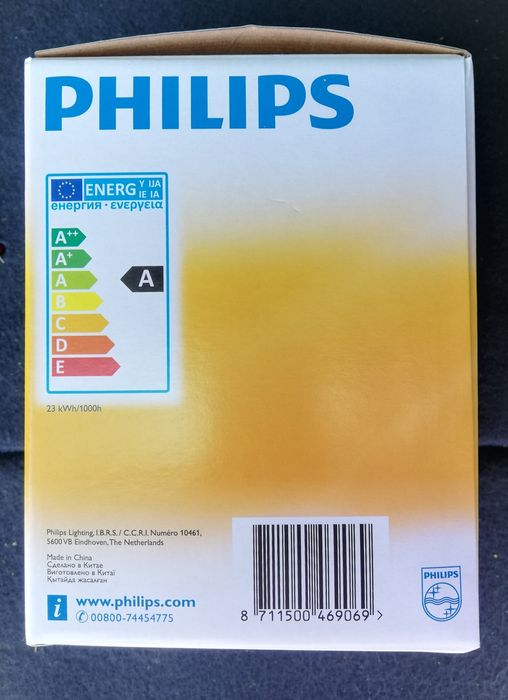 PHILIPS
ENERG Y IJA
IE IA
енергия · ενεργεια
A++
A+
A
B
C
D
E
A
23 kWh/1000h
Philips Lighting, I.B.R.S. / C.C.R.I. Numéro 10461,
5600 VB Eindhoven, The Netherlands
Made in China
Сделано в Китае
Виготовлено в Китаї
Қытайда жасалған
i www.philips.com
✆ 00800-74454775
8 711500 469069 >
PHILIPS